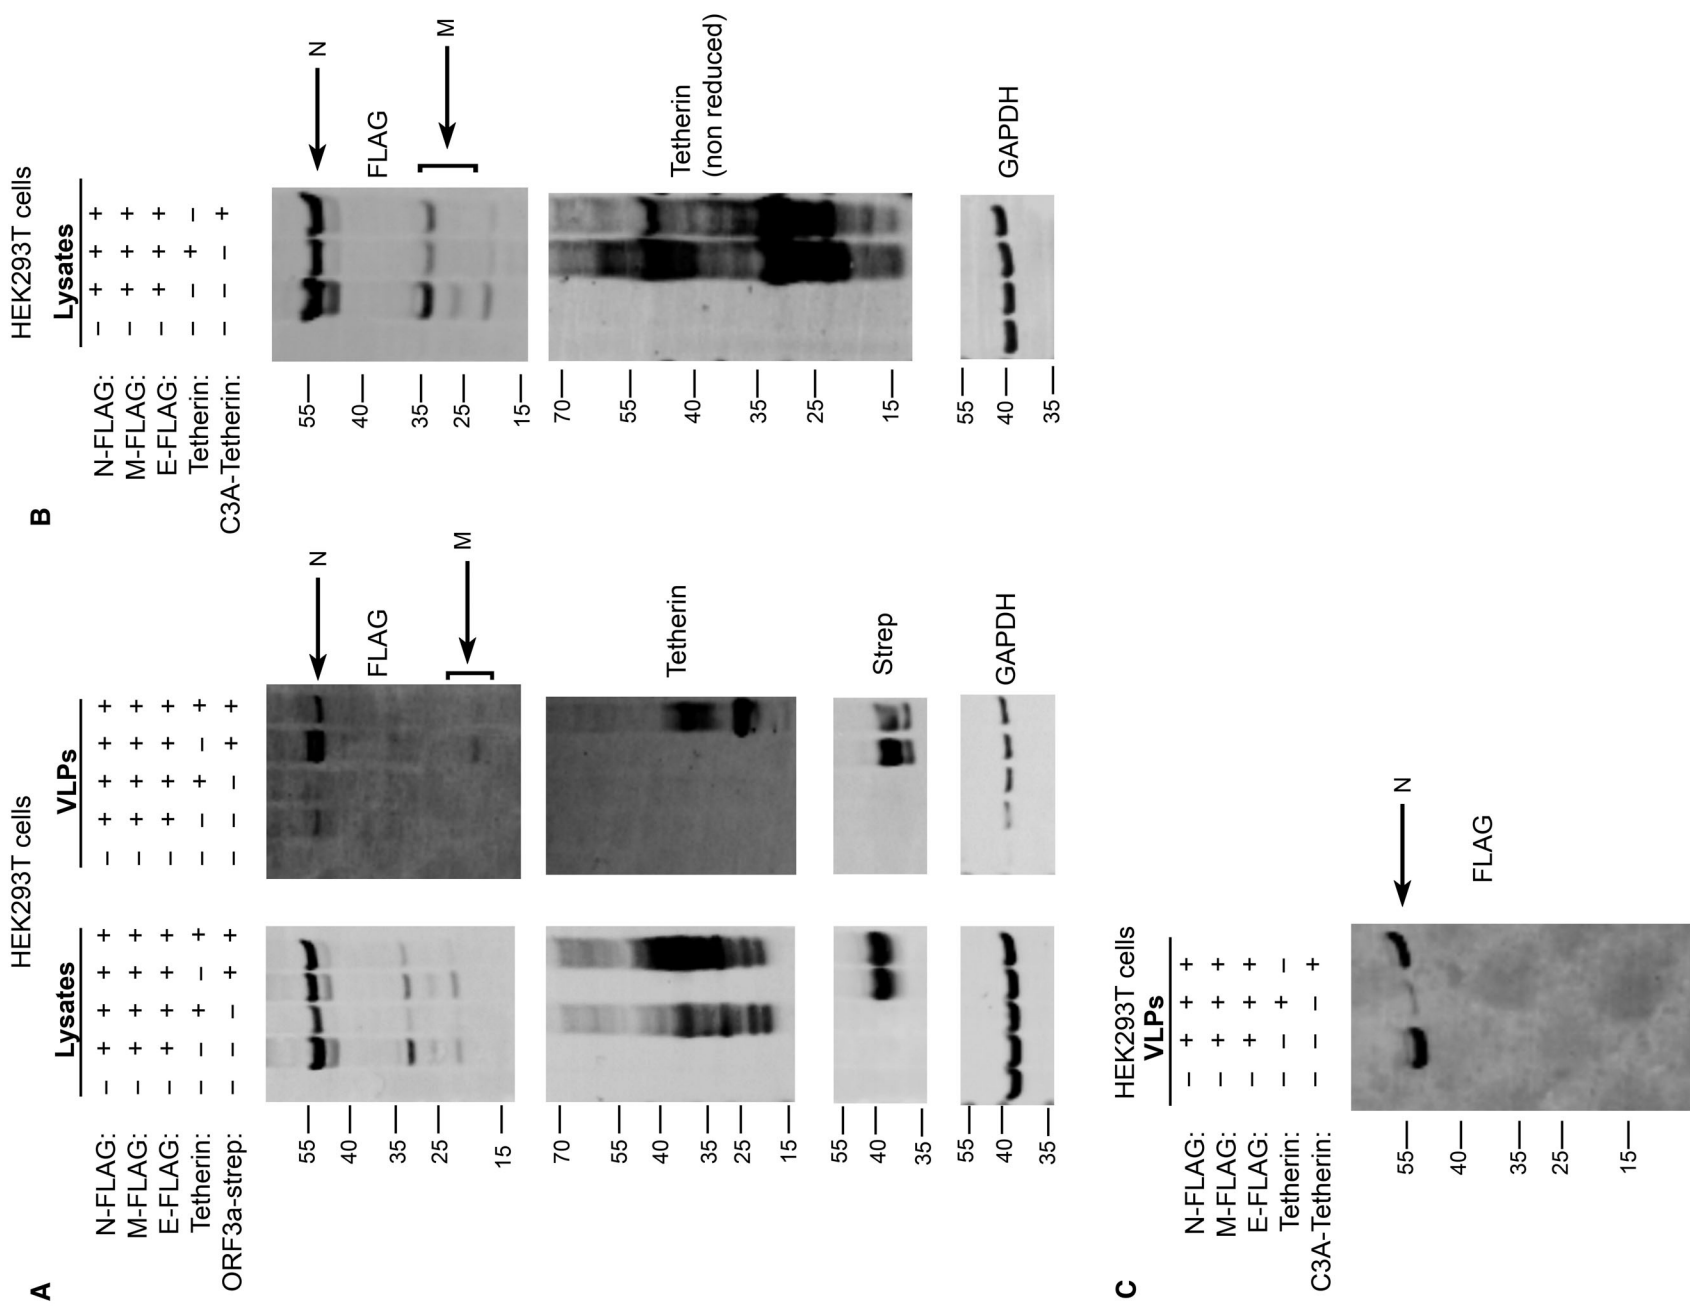 A
HEK293T cells
Lysates
VLPs
N-FLAG: − + + + + − + + + +
M-FLAG: − + + + + − + + + +
E-FLAG: − + + + + − + + + +
Tetherin: − − + − + − − + − +
ORF3a-strep: − − − + + − − − + +
55
40
35
25
15
N
FLAG
M
70
55
40
35
25
15
Tetherin
55
40
35
Strep
55
40
35
GAPDH
B
HEK293T cells
Lysates
N-FLAG: − + + +
M-FLAG: − + + +
E-FLAG: − + + +
Tetherin: − − + −
C3A-Tetherin: − − − +
55
40
35
25
15
N
FLAG
M
70
55
40
35
25
15
Tetherin
(non reduced)
55
40
35
GAPDH
C
HEK293T cells
VLPs
N-FLAG: − + + +
M-FLAG: − + + +
E-FLAG: − + + +
Tetherin: − − + −
C3A-Tetherin: − − − +
55
40
35
25
15
N
FLAG